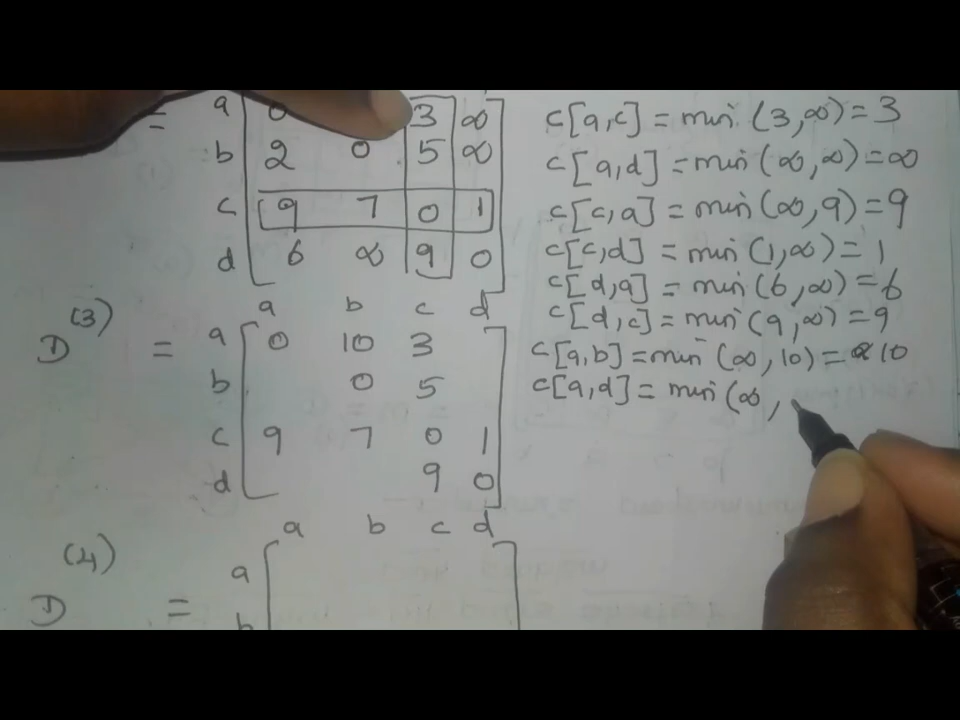 = a 0 3 ∞ c[a,c] = min (3,∞) = 3
b 2 0 5 ∞ c[a,d] = min (∞,∞) = ∞
c 9 7 0 1 c[c,a] = min (∞,9) = 9
d 6 ∞ 9 0 c[c,d] = min (1,∞) = 1
c[d,a] = min (6,∞) = 6
a b c d c[d,c] = min (9,∞) = 9
D(3) = a 0 10 3 c[a,b] = min (∞,10) = 10
b 0 5 c[a,d] = min (∞,
c 9 7 0 1
d 9 0
a b c d
D(4) = a
b